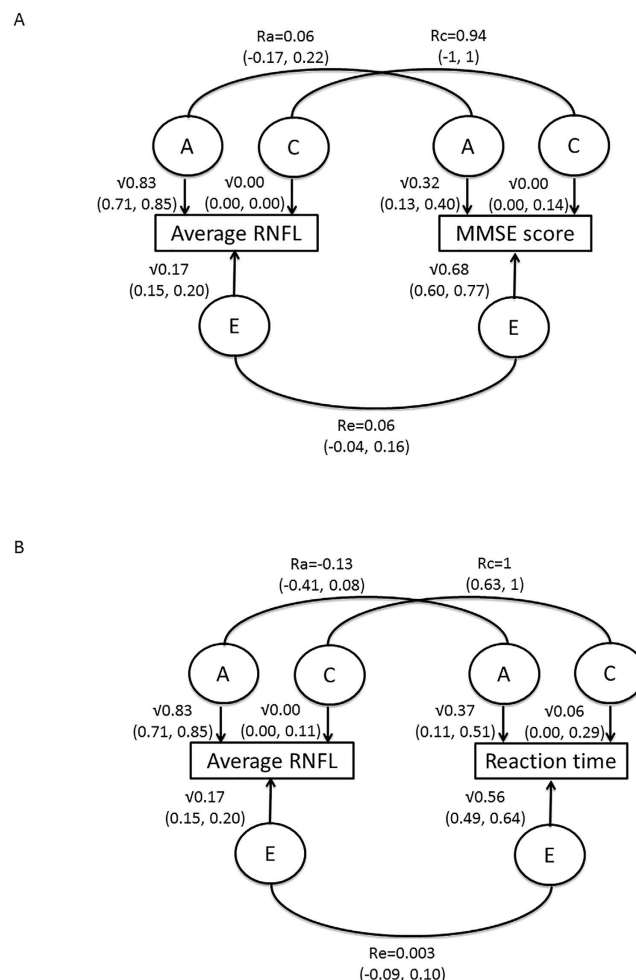 A
Ra=0.06
(-0.17, 0.22)
Rc=0.94
(-1, 1)
A
C
A
C
√0.83
(0.71, 0.85)
√0.00
(0.00, 0.00)
√0.32
(0.13, 0.40)
√0.00
(0.00, 0.14)
Average RNFL
MMSE score
√0.17
(0.15, 0.20)
√0.68
(0.60, 0.77)
E
E
Re=0.06
(-0.04, 0.16)
B
Ra=-0.13
(-0.41, 0.08)
Rc=1
(0.63, 1)
A
C
A
C
√0.83
(0.71, 0.85)
√0.00
(0.00, 0.11)
√0.37
(0.11, 0.51)
√0.06
(0.00, 0.29)
Average RNFL
Reaction time
√0.17
(0.15, 0.20)
√0.56
(0.49, 0.64)
E
E
Re=0.003
(-0.09, 0.10)